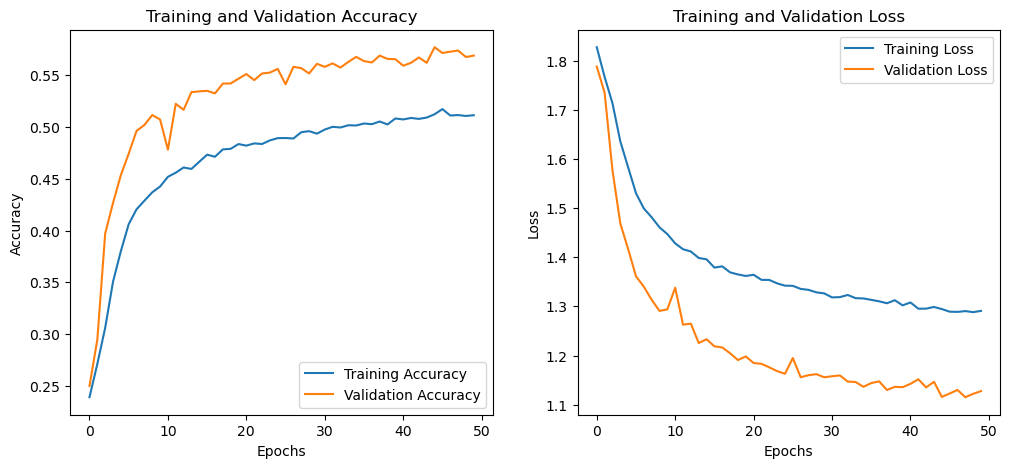 Training and Validation Accuracy
Accuracy
0.55
0.50
0.45
0.40
0.35
0.30
0.25
Training Accuracy
Validation Accuracy
0 10 20 30 40 50
Epochs
Training and Validation Loss
Loss
1.8
1.7
1.6
1.5
1.4
1.3
1.2
1.1
Training Loss
Validation Loss
0 10 20 30 40 50
Epochs